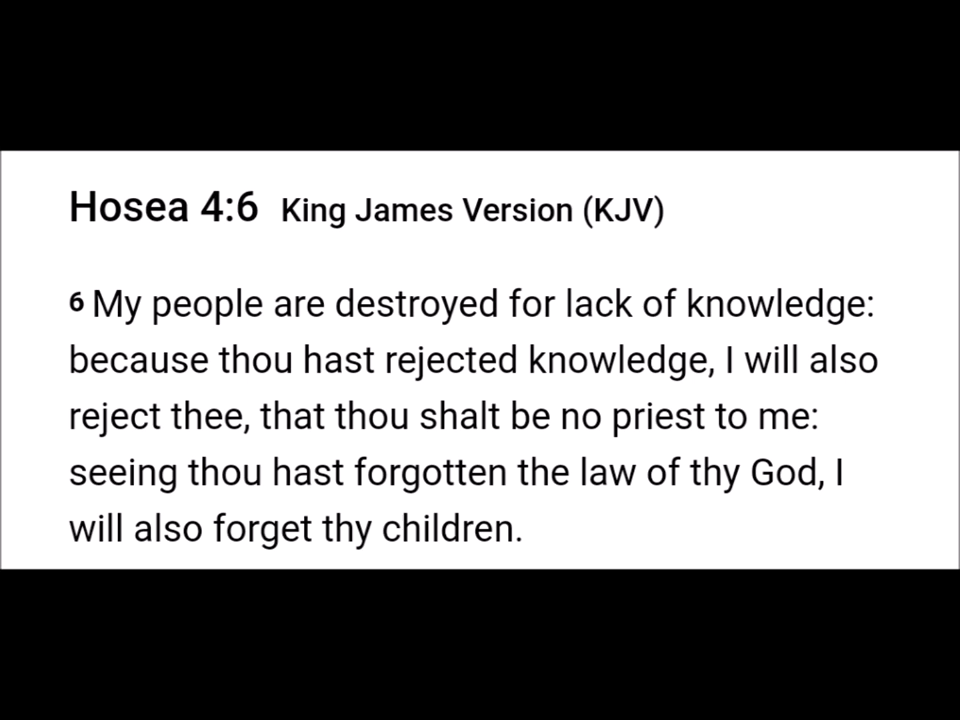 Hosea 4:6 King James Version (KJV)
6 My people are destroyed for lack of knowledge:
because thou hast rejected knowledge, I will also
reject thee, that thou shalt be no priest to me:
seeing thou hast forgotten the law of thy God, I
will also forget thy children.